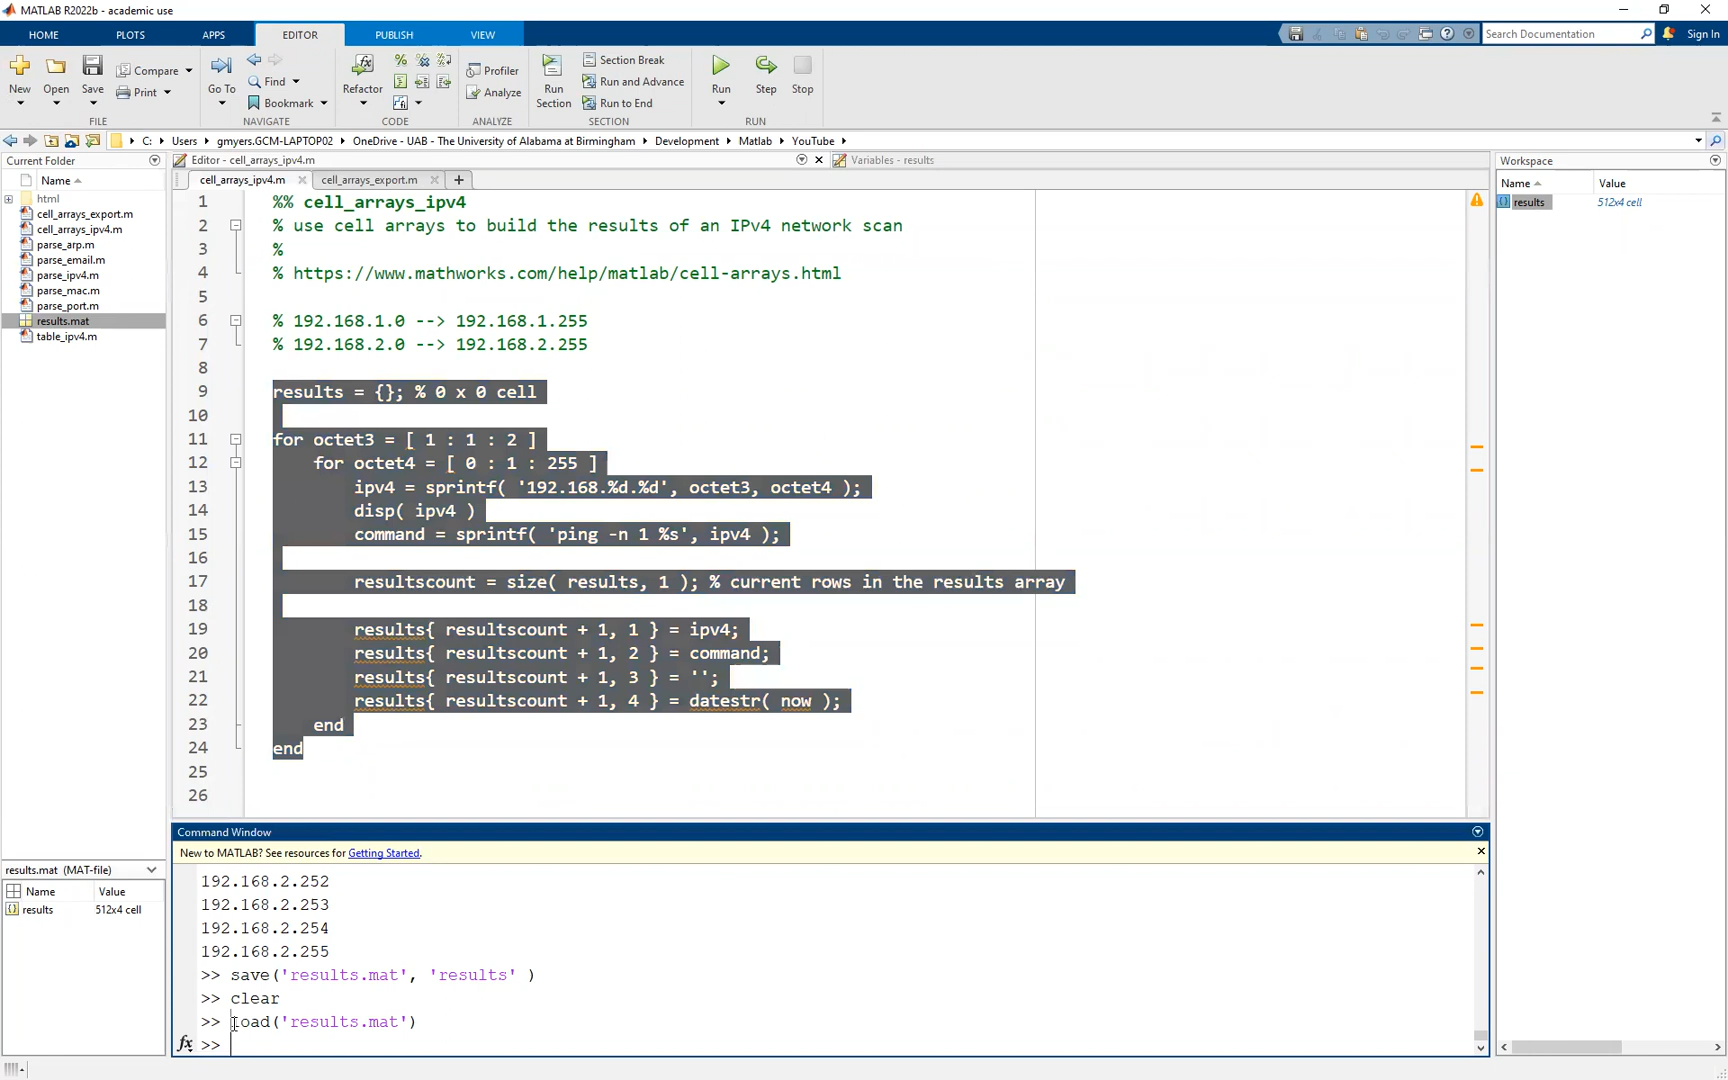 MATLAB R2022b - academic use
HOME PLOTS APPS EDITOR PUBLISH VIEW Search Documentation Sign In
New Open Save Compare Print Go To Find Bookmark Refactor Profiler Analyze Run Section Section Break Run and Advance Run to End Run Step Stop
FILE NAVIGATE CODE ANALYZE SECTION RUN
C: Users gmyers.GCM-LAPTOP02 OneDrive - UAB - The University of Alabama at Birmingham Development Matlab YouTube
Current Folder
Name
html
cell_arrays_export.m
cell_arrays_ipv4.m
parse_arp.m
parse_email.m
parse_ipv4.m
parse_mac.m
parse_port.m
results.mat
table_ipv4.m
results.mat (MAT-file)
Name Value
results 512x4 cell
Editor - cell_arrays_ipv4.m Variables - results
cell_arrays_ipv4.m cell_arrays_export.m
1 %% cell_arrays_ipv4
2 % use cell arrays to build the results of an IPv4 network scan
3 %
4 % https://www.mathworks.com/help/matlab/cell-arrays.html
5
6 % 192.168.1.0 --> 192.168.1.255
7 % 192.168.2.0 --> 192.168.2.255
8
9 results = {}; % 0 x 0 cell
10
11 for octet3 = [ 1 : 1 : 2 ]
12 for octet4 = [ 0 : 1 : 255 ]
13 ipv4 = sprintf( '192.168.%d.%d', octet3, octet4 );
14 disp( ipv4 )
15 command = sprintf( 'ping -n 1 %s', ipv4 );
16
17 resultscount = size( results, 1 ); % current rows in the results array
18
19 results{ resultscount + 1, 1 } = ipv4;
20 results{ resultscount + 1, 2 } = command;
21 results{ resultscount + 1, 3 } = '';
22 results{ resultscount + 1, 4 } = datestr( now );
23 end
24 end
25
26
Command Window
New to MATLAB? See resources for Getting Started.
192.168.2.252
192.168.2.253
192.168.2.254
192.168.2.255
>> save('results.mat', 'results' )
>> clear
>> load('results.mat')
fx >>
Workspace
Name Value
results 512x4 cell